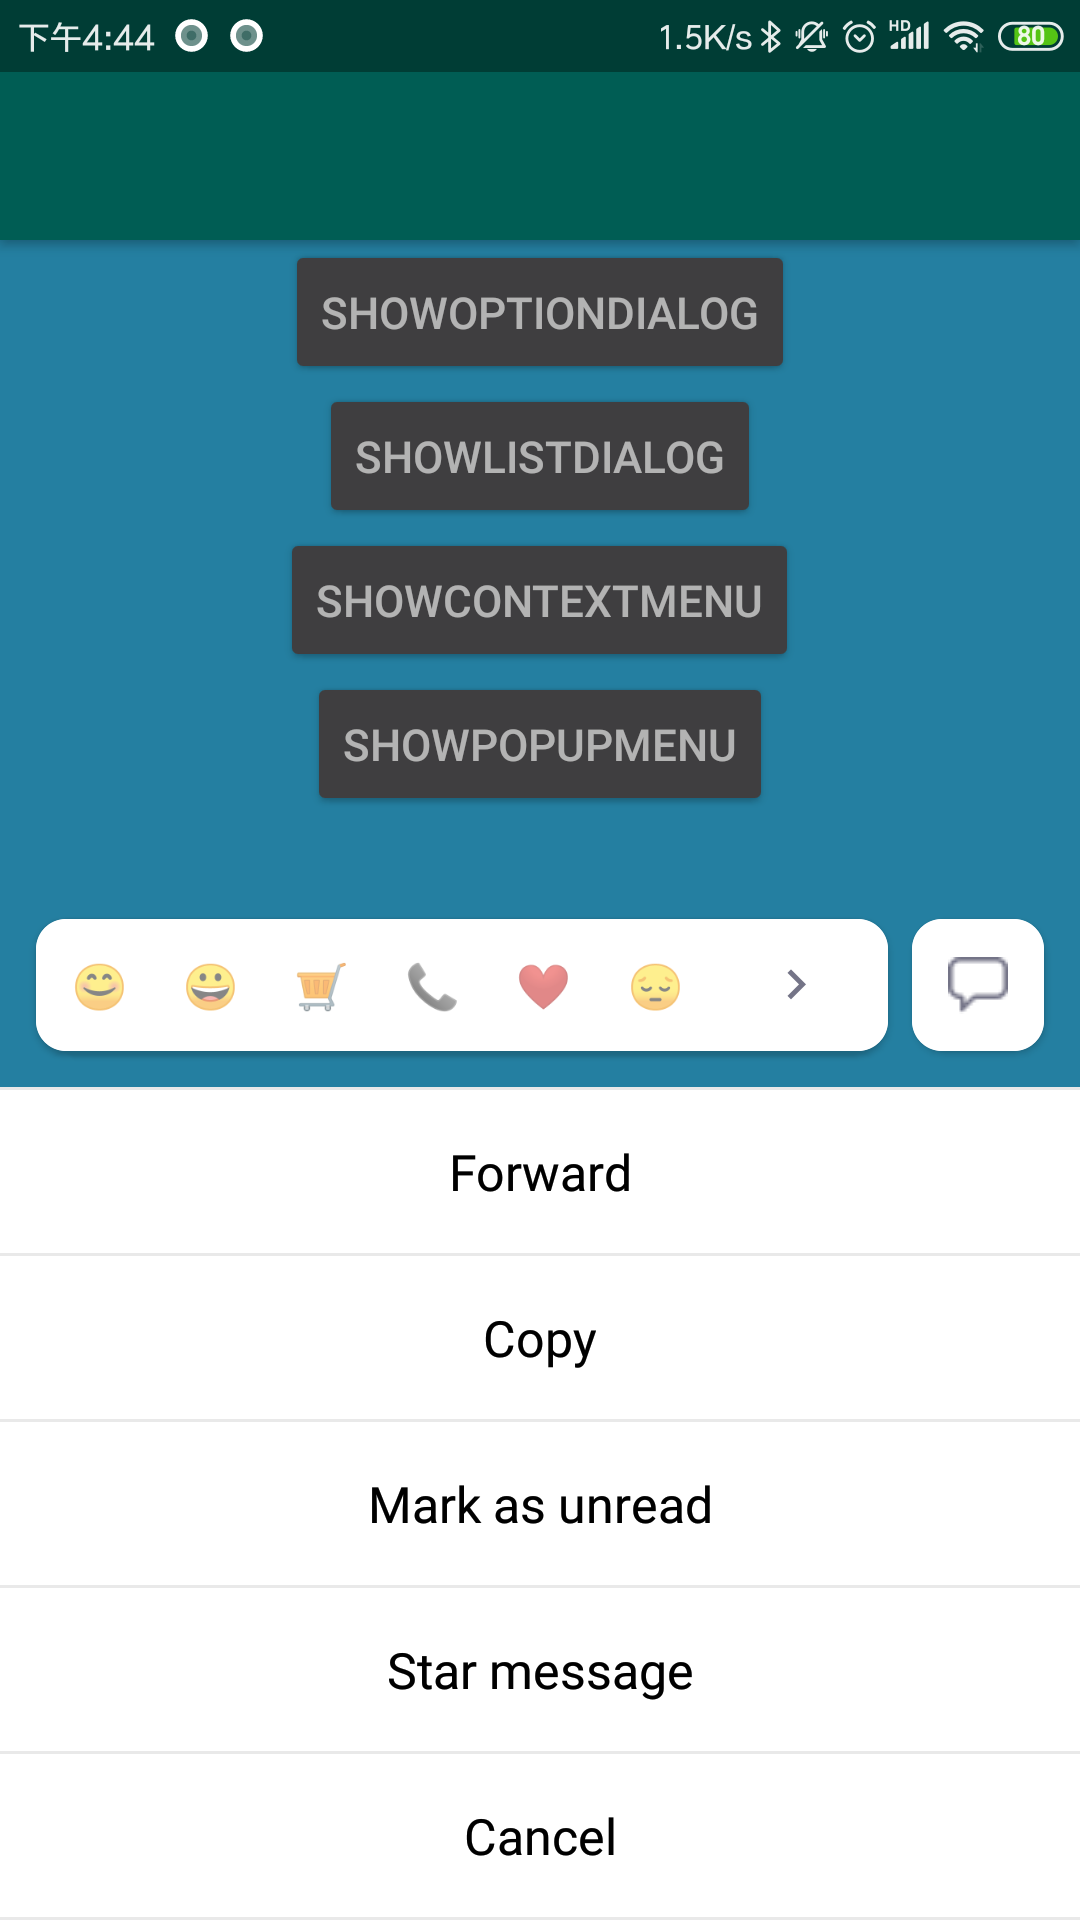 下午4:44 1.5K/s HD 80
SHOWOPTIONDIALOG
SHOWLISTDIALOG
SHOWCONTEXTMENU
SHOWPOPUPMENU
Forward
Copy
Mark as unread
Star message
Cancel